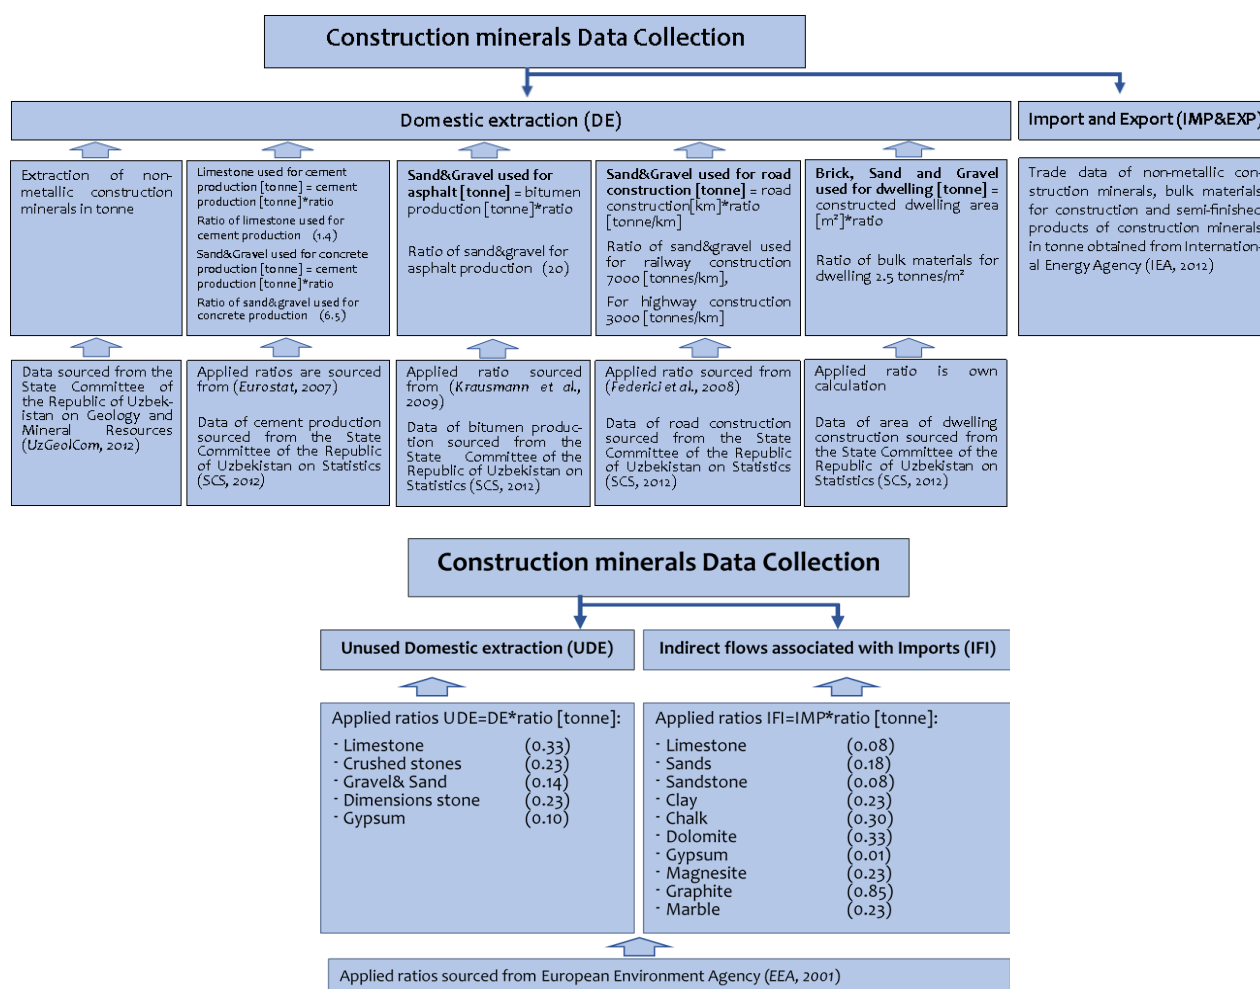 Construction minerals Data Collection
Domestic extraction (DE)
Import and Export (IMP&EXP)
Extraction of non-
metallic construction
minerals in tonne
Limestone used for cement
production [tonne] = cement
production [tonne]*ratio
Ratio of limestone used for
cement production (1.4)
Sand&Gravel used for concrete
production [tonne] = cement
production [tonne]*ratio
Ratio of sand&gravel used for
concrete production (6.5)
Sand&Gravel used for
asphalt [tonne] = bitumen
production [tonne]*ratio
Ratio of sand&gravel for
asphalt production (20)
Sand&Gravel used for road
construction [tonne] = road
construction[km]*ratio
[tonne/km]
Ratio of sand&gravel used
for railway construction
7000 [tonnes/km],
For highway construction
3000 [tonnes/km]
Brick, Sand and Gravel
used for dwelling [tonne] =
constructed dwelling area
[m²]*ratio
Ratio of bulk materials for
dwelling 2.5 tonnes/m²
Trade data of non-metallic con-
struction minerals, bulk materials
for construction and semi-finished
products of construction minerals
in tonne obtained from Internation-
al Energy Agency (IEA, 2012)
Data sourced from the
State Committee of
the Republic of Uzbek-
istan on Geology and
Mineral Resources
(UzGeolCom, 2012)
Applied ratios are sourced
from (Eurostat, 2007)
Data of cement production
sourced from the State
Committee of the Republic
of Uzbekistan on Statistics
(SCS, 2012)
Applied ratio sourced
from (Krausmann et al.,
2009)
Data of bitumen produc-
tion sourced from the
State Committee of the
Republic of Uzbekistan on
Statistics (SCS, 2012)
Applied ratio sourced from
(Federici et al., 2008)
Data of road construction
sourced from the State
Committee of the Republic
of Uzbekistan on Statistics
(SCS, 2012)
Applied ratio is own
calculation
Data of area of dwelling
construction sourced from
the State Committee of the
Republic of Uzbekistan on
Statistics (SCS, 2012)
Construction minerals Data Collection
Unused Domestic extraction (UDE)
Indirect flows associated with Imports (IFI)
Applied ratios UDE=DE*ratio [tonne]:
- Limestone (0.33)
- Crushed stones (0.23)
- Gravel& Sand (0.14)
- Dimensions stone (0.23)
- Gypsum (0.10)
Applied ratios IFI=IMP*ratio [tonne]:
- Limestone (0.08)
- Sands (0.18)
- Sandstone (0.08)
- Clay (0.23)
- Chalk (0.30)
- Dolomite (0.33)
- Gypsum (0.01)
- Magnesite (0.23)
- Graphite (0.85)
- Marble (0.23)
Applied ratios sourced from European Environment Agency (EEA, 2001)